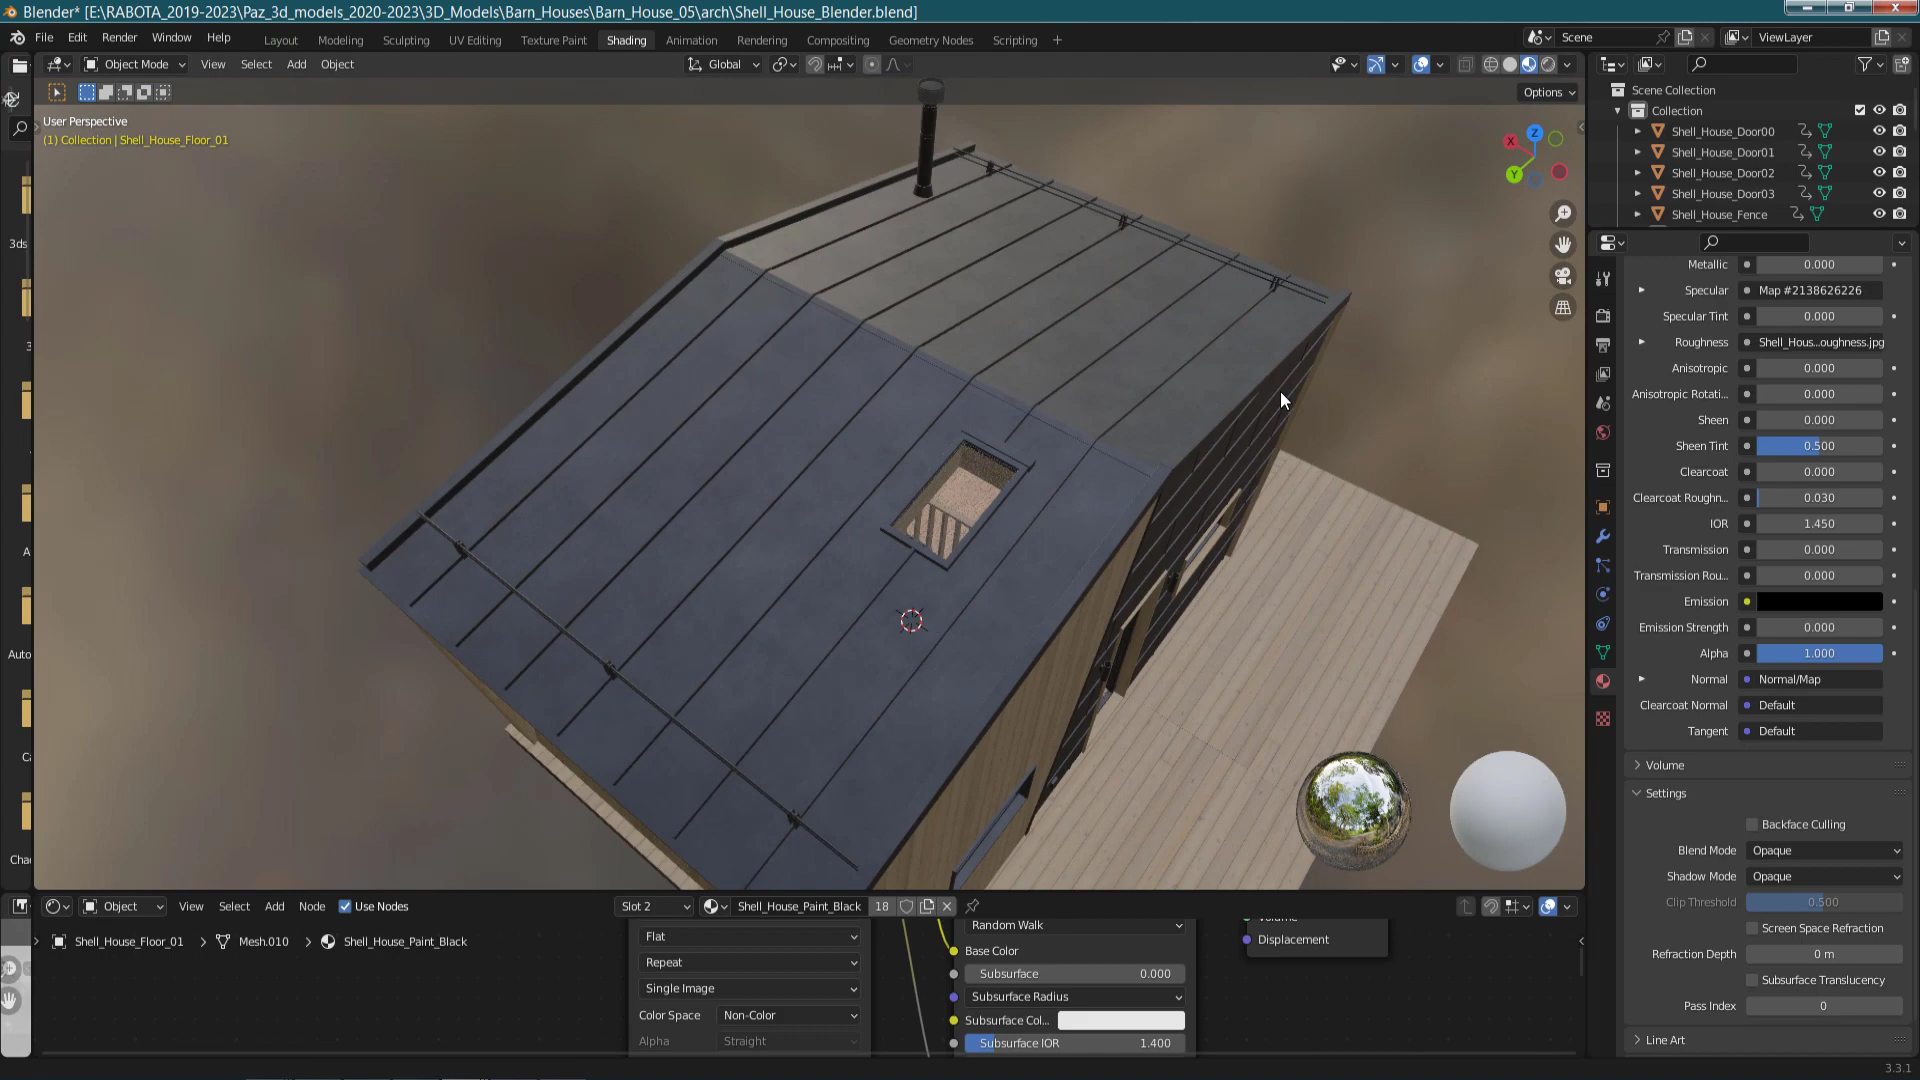 Blender* [E:\RABOTA_2019-2023\Paz_3d_models_2020-2023\3D_Models\Barn_Houses\Barn_House_05\arch\Shell_House_Blender.blend]
File Edit Render Window Help Layout Modeling Sculpting UV Editing Texture Paint Shading Animation Rendering Compositing Geometry Nodes Scripting + Scene ViewLayer
Object Mode View Select Add Object Global
Options
User Perspective
(1) Collection | Shell_House_Floor_01
X Y Z
Scene Collection
Collection
Shell_House_Door00
Shell_House_Door01
Shell_House_Door02
Shell_House_Door03
Shell_House_Fence
3ds
3
A
Auto
Ca
Cha
Metallic 0.000
Specular Map #2138626226
Specular Tint 0.000
Roughness Shell_Hous...oughness.jpg
Anisotropic 0.000
Anisotropic Rotati... 0.000
Sheen 0.000
Sheen Tint 0.500
Clearcoat 0.000
Clearcoat Roughn... 0.030
IOR 1.450
Transmission 0.000
Transmission Rou... 0.000
Emission
Emission Strength 0.000
Alpha 1.000
Normal Normal/Map
Clearcoat Normal Default
Tangent Default
Volume
Settings
Backface Culling
Blend Mode Opaque
Shadow Mode Opaque
Clip Threshold 0.500
Screen Space Refraction
Refraction Depth 0 m
Subsurface Translucency
Pass Index 0
Line Art
Object View Select Add Node Use Nodes Slot 2 Shell_House_Paint_Black 18
Shell_House_Floor_01 > Mesh.010 > Shell_House_Paint_Black
Flat
Repeat
Single Image
Color Space Non-Color
Alpha Straight
Random Walk
Base Color
Subsurface 0.000
Subsurface Radius
Subsurface Col...
Subsurface IOR 1.400
Volume
Displacement
3.3.1